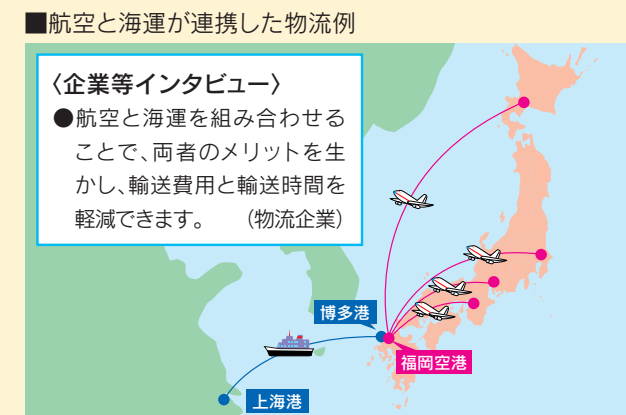 ■航空と海運が連携した物流例
〈企業等インタビュー〉
●航空と海運を組み合わせる
ことで、両者のメリットを生
かし、輸送費用と輸送時間を
軽減できます。　（物流企業）
博多港
福岡空港
上海港